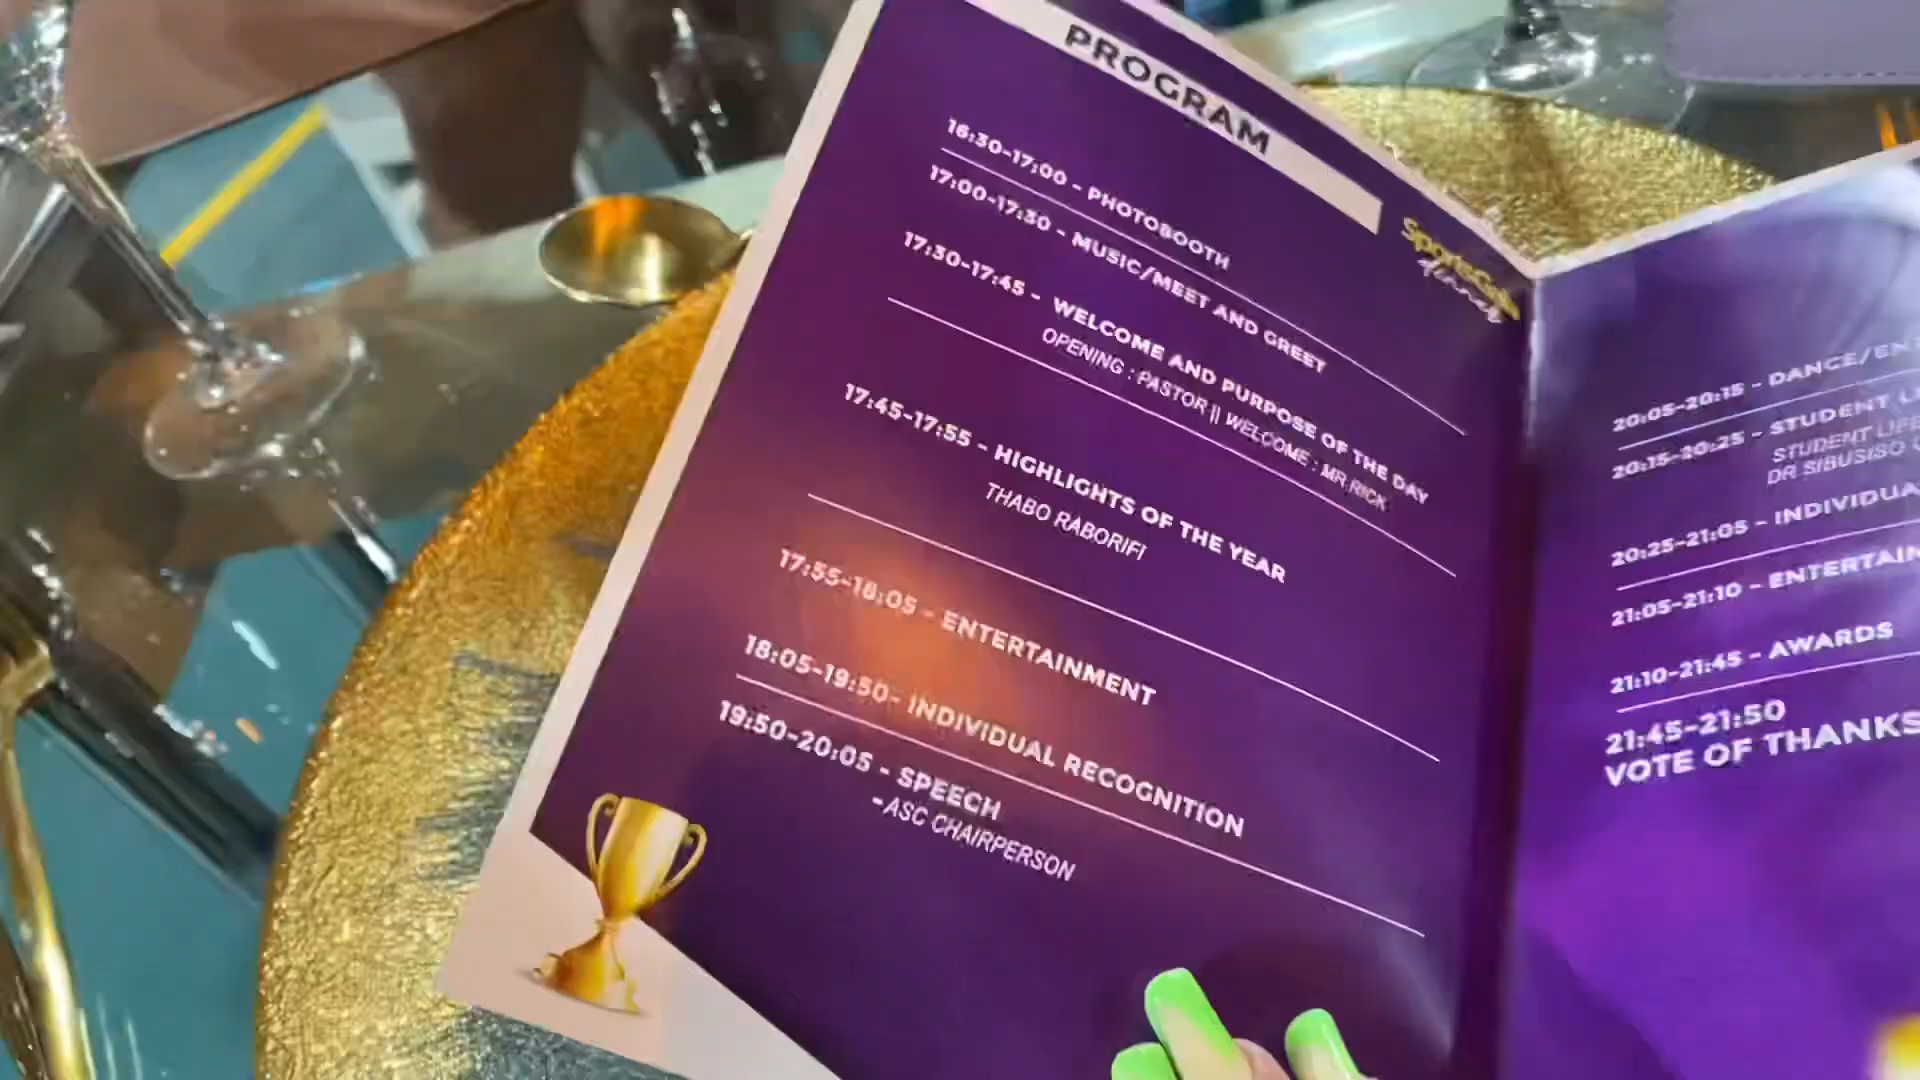 PROGRAM
16:30-17:00 - PHOTOBOOTH
17:00-17:30 - MUSIC/MEET AND GREET
17:30-17:45 - WELCOME AND PURPOSE OF THE DAY
OPENING : PASTOR || WELCOME : MR RICK
17:45-17:55 - HIGHLIGHTS OF THE YEAR
THABO RABORIFI
17:55-18:05 - ENTERTAINMENT
18:05-19:50- INDIVIDUAL RECOGNITION
19:50-20:05 - SPEECH
-ASC CHAIRPERSON
dinner
20:05-20:15 - DANCE/
20:15-20:25 - STUDENT
STUDENT LIFE
DR SIBUSISO
20:25-21:05 -
21:05-21:10 -
21:10-21:45 - AWARDS
21:45-21:50
VOTE OF THANKS